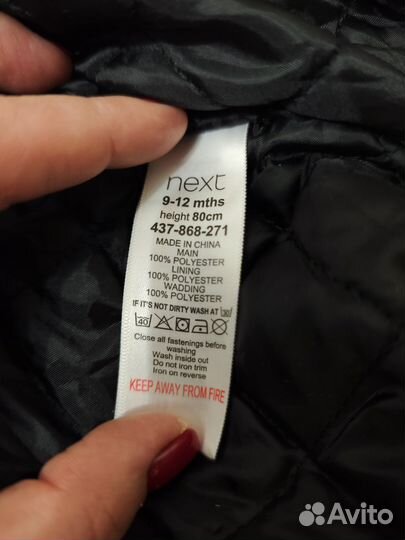 next
9-12 mths
height 80cm
437-868-271
MADE IN CHINA
MAIN
100% POLYESTER
LINING
100% POLYESTER
WADDING
100% POLYESTER
IF IT'S NOT DIRTY WASH AT 30
40
Close all fastenings before
washing
Wash inside out
Do not iron trim
Iron on reverse
KEEP AWAY FROM FIRE
Avito